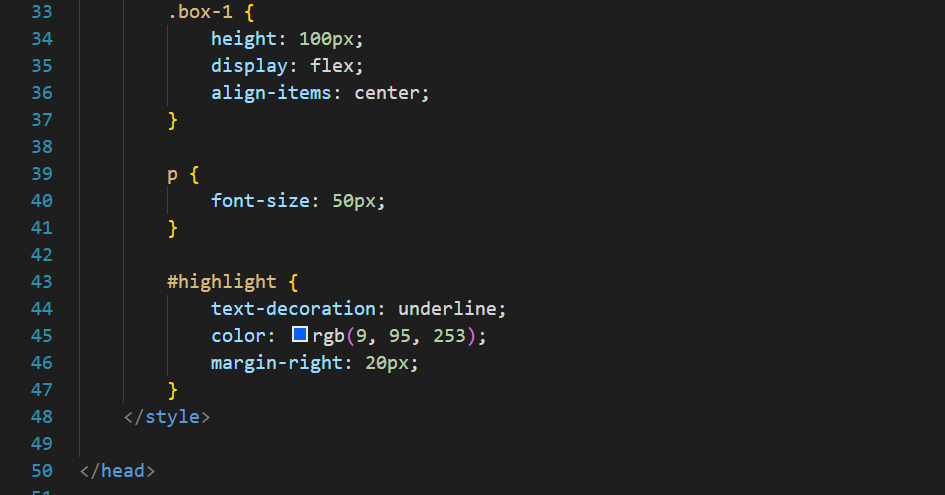 33 .box-1 {
34 height: 100px;
35 display: flex;
36 align-items: center;
37 }
38
39 p {
40 font-size: 50px;
41 }
42
43 #highlight {
44 text-decoration: underline;
45 color: rgb(9, 95, 253);
46 margin-right: 20px;
47 }
48 </style>
49
50 </head>